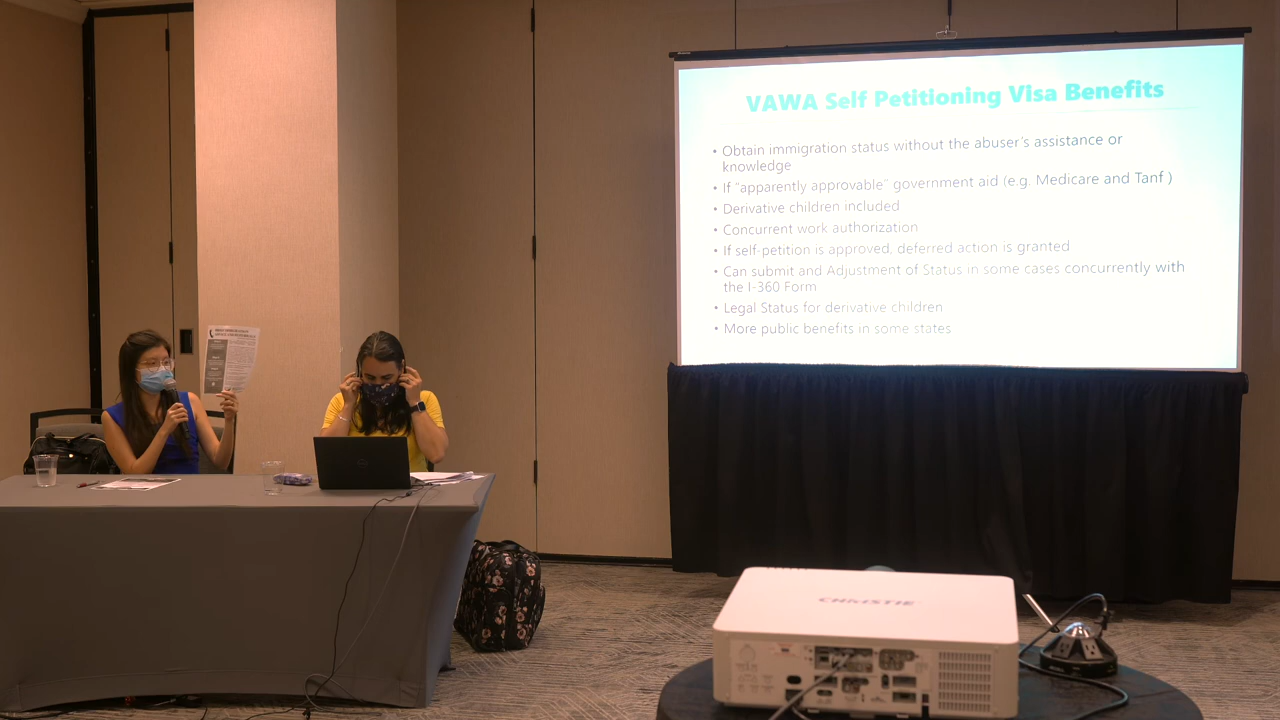 VAWA Self Petitioning Visa Benefits
• Obtain immigration status without the abuser's assistance or
knowledge
• If "apparently approvable" government aid (e.g. Medicare and Tanf )
• Derivative children included
• Concurrent work authorization
• If self-petition is approved, deferred action is granted
• Can submit and Adjustment of Status in some cases concurrently with
the I-360 Form
• Legal Status for derivative children
• More public benefits in some states
CHRISTIE